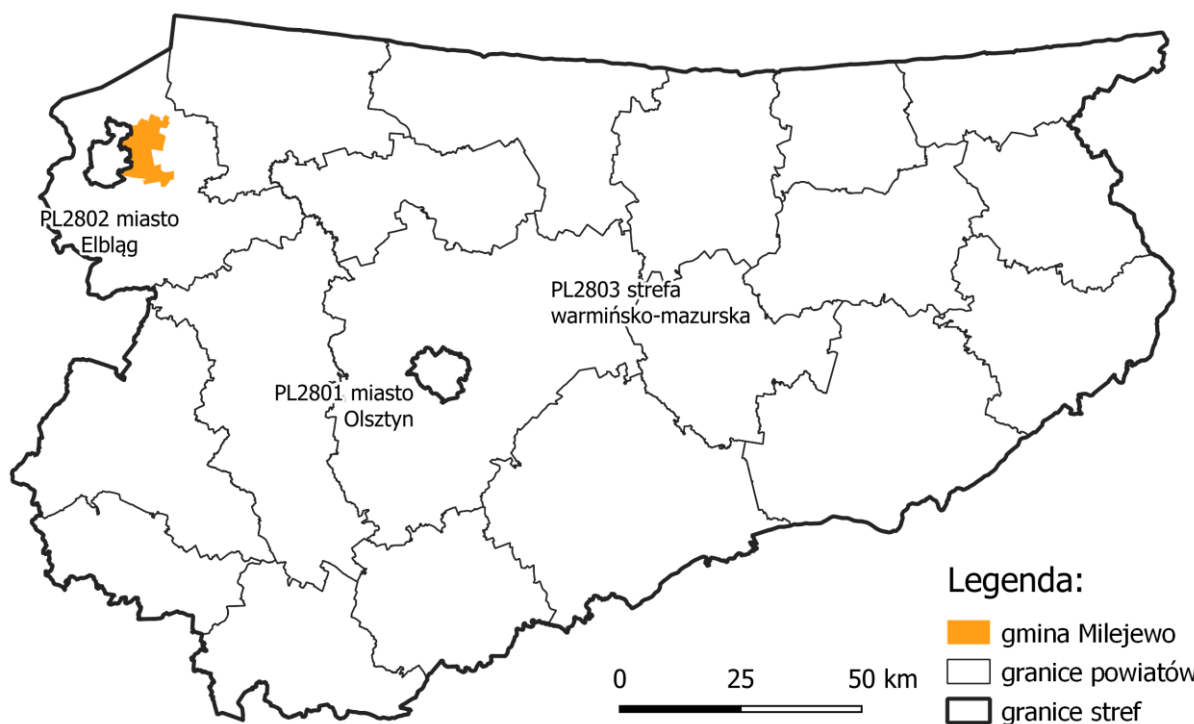 PL2802 miasto
Elbląg
PL2803 strefa
warmińsko-mazurska
PL2801 miasto
Olsztyn
Legenda:
gmina Milejewo
granice powiatów
granice stref
0 25 50 km